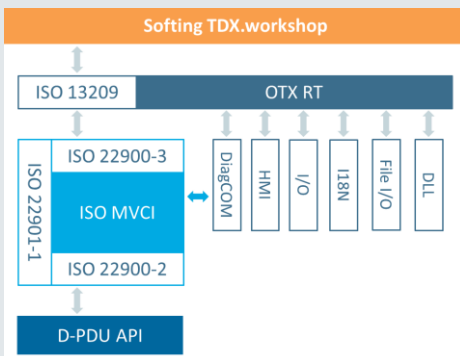 Softing TDX.workshop
ISO 13209
OTX RT
ISO 22901-1
ISO 22900-3
ISO MVCI
ISO 22900-2
DiagCOM
HMI
I/O
I18N
File I/O
DLL
D-PDU API